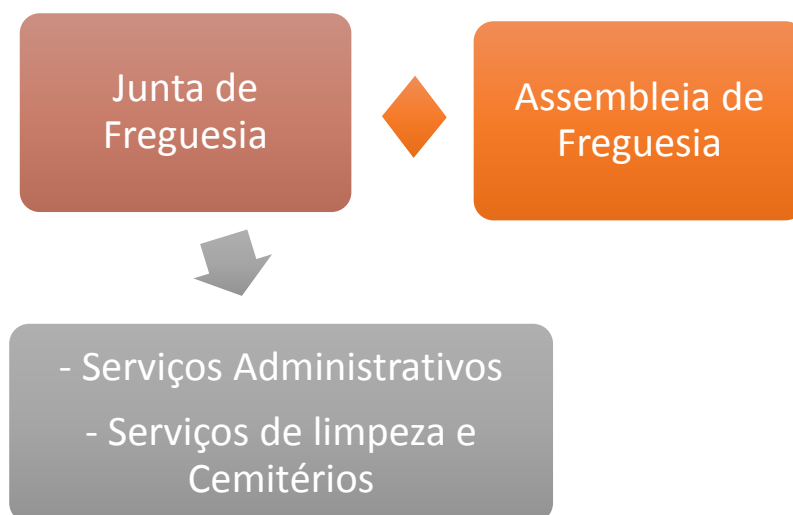 Junta de
Freguesia
Assembleia de
Freguesia
- Serviços Administrativos
- Serviços de limpeza e
Cemitérios